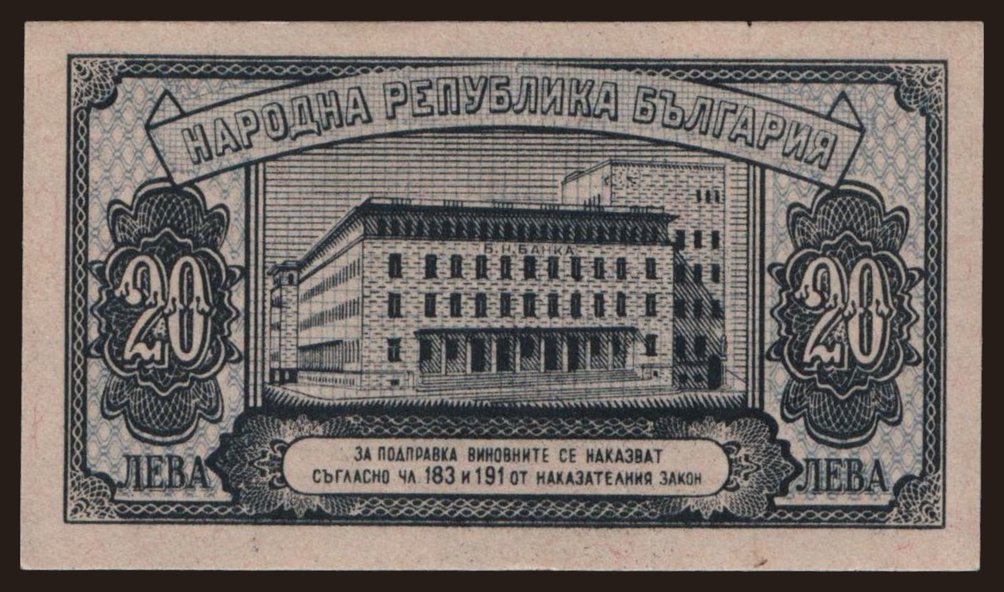 НАРОДНА РЕПУБЛИКА БЪЛГАРИЯ
Б.Н.БАНКА
20
20
ЛЕВА
ЛЕВА
ЗА ПОДПРАВКА ВИНОВНИТЕ СЕ НАКАЗВАТ
СЪГЛАСНО ЧЛ. 183 И 191 ОТ НАКАЗАТЕЛНИЯ ЗАКОН